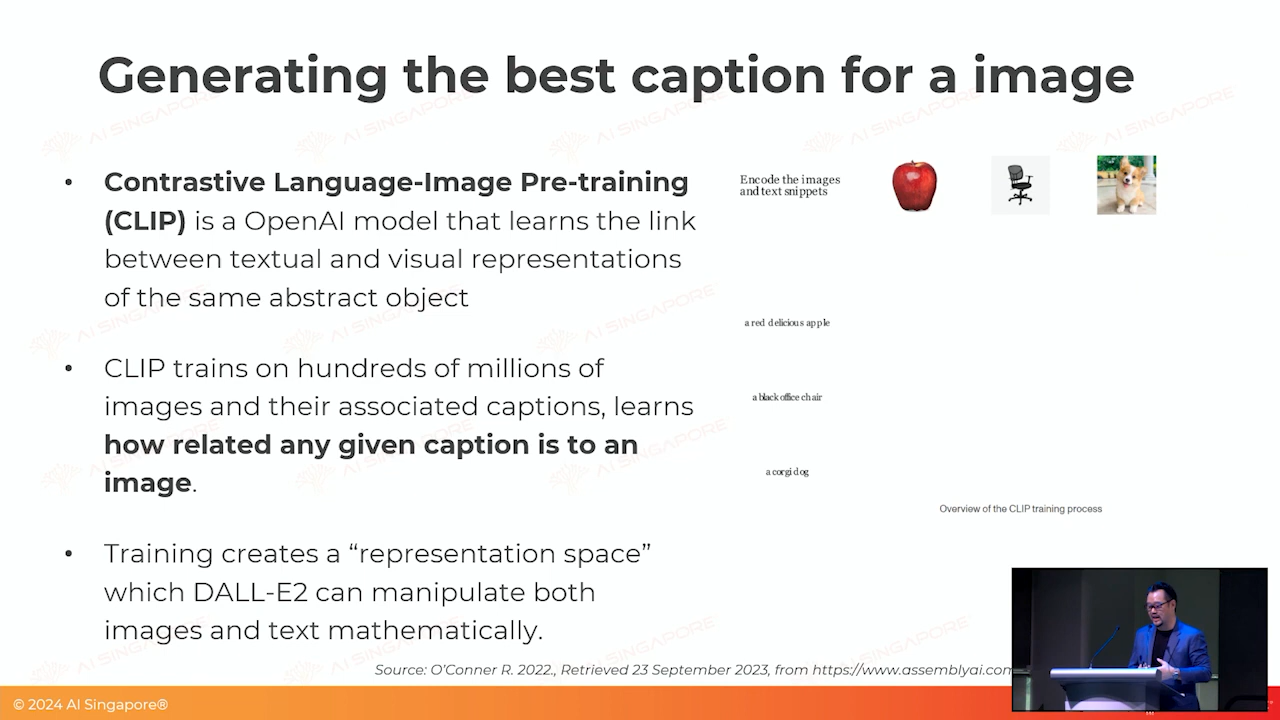 Generating the best caption for a image
• Contrastive Language-Image Pre-training
(CLIP) is a OpenAI model that learns the link
between textual and visual representations
of the same abstract object
• CLIP trains on hundreds of millions of
images and their associated captions, learns
how related any given caption is to an
image.
• Training creates a “representation space”
which DALL-E2 can manipulate both
images and text mathematically.
Encode the images
and text snippets
a red delicious apple
a black office chair
a corgi dog
Overview of the CLIP training process
Source: O’Conner R. 2022., Retrieved 23 September 2023, from https://www.assemblyai.com
© 2024 AI Singapore®
AI SINGAPORE